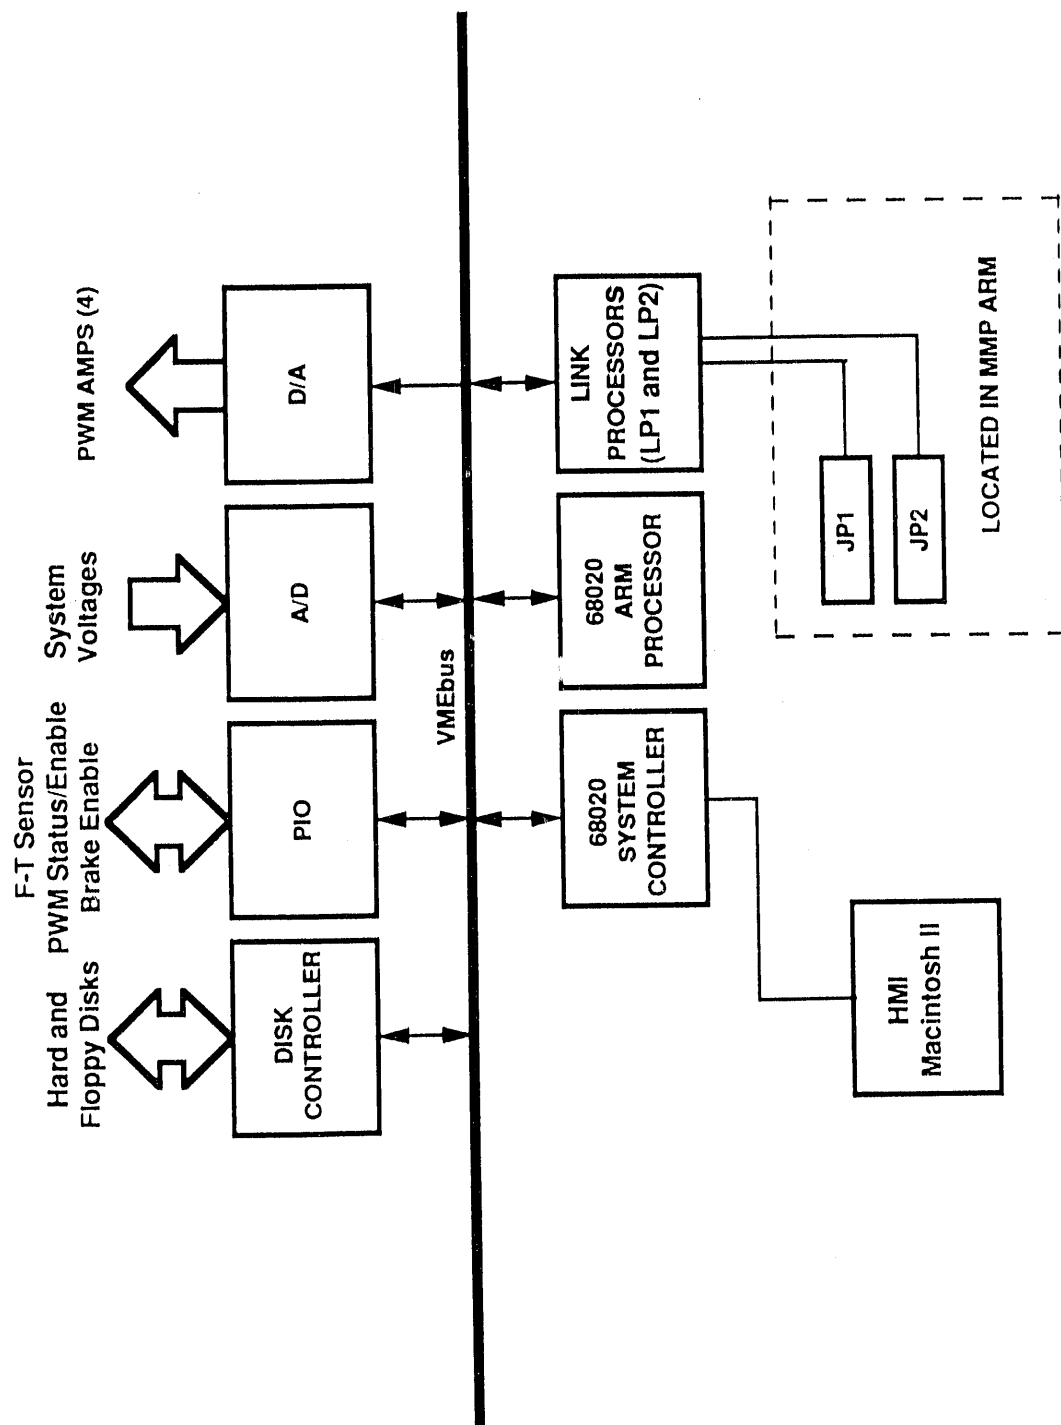 Hard and
Floppy Disks
F-T Sensor
PWM Status/Enable
Brake Enable
System
Voltages
PWM AMPS (4)
DISK
CONTROLLER
PIO
A/D
D/A
VMEbus
68020
SYSTEM
CONTROLLER
68020
ARM
PROCESSOR
LINK
PROCESSORS
(LP1 and LP2)
HMI
Macintosh II
JP1
JP2
LOCATED IN MMP ARM